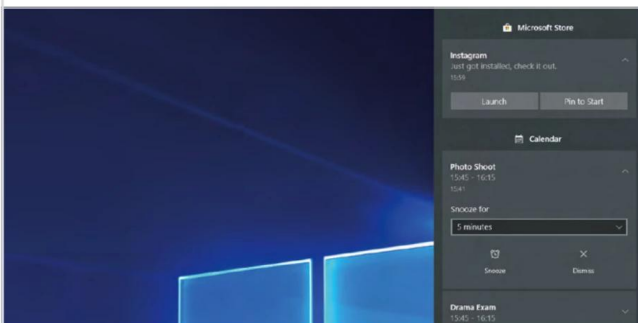 Microsoft Store
Instagram
Just got installed, check it out.
15:59
Launch Pin to Start
Calendar
Photo Shoot
15:45 - 16:15
15:41
Snooze for
5 minutes
Snooze Dismiss
Drama Exam
15:45 - 16:15